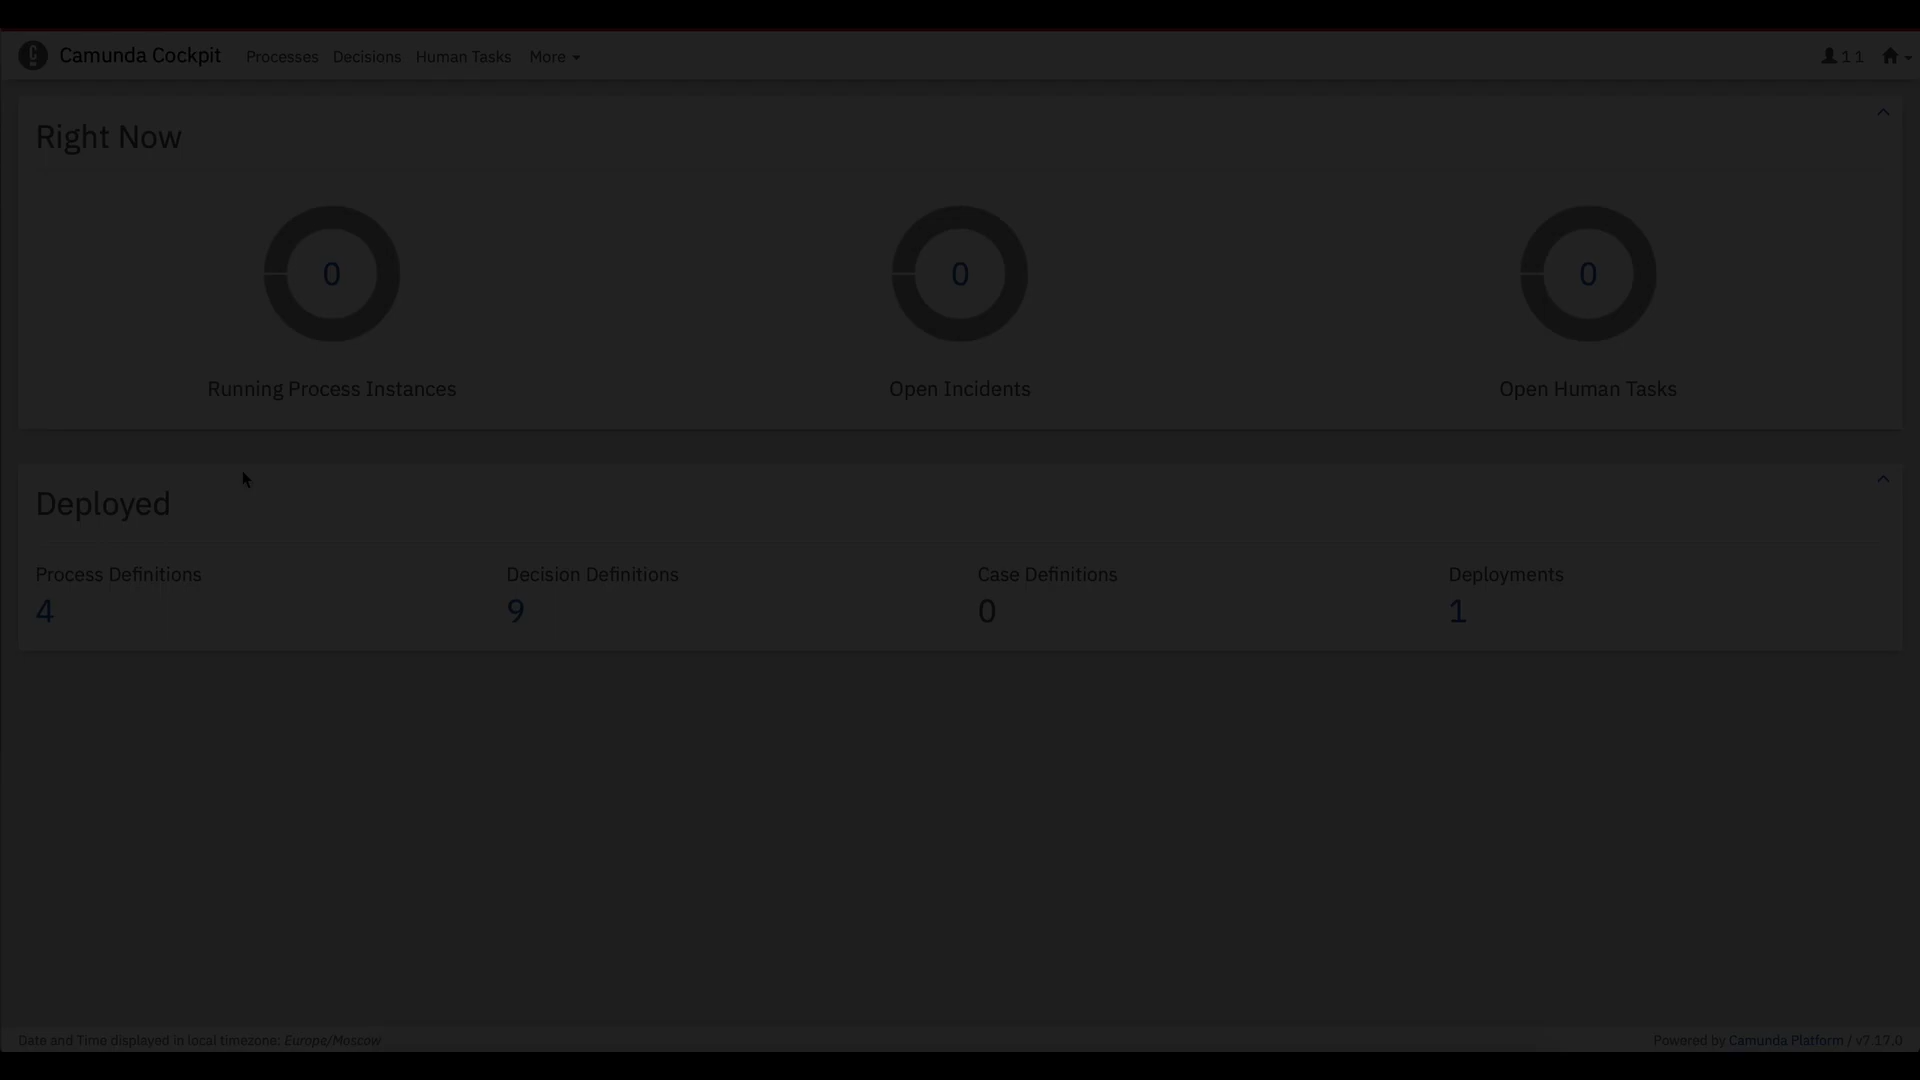 Camunda Cockpit Processes Decisions Human Tasks More 1 1
Right Now
0 0 0
Running Process Instances Open Incidents Open Human Tasks
Deployed
Process Definitions Decision Definitions Case Definitions Deployments
4 9 0 1
Date and Time displayed in local timezone: Europe/Moscow Powered by Camunda Platform / v7.17.0